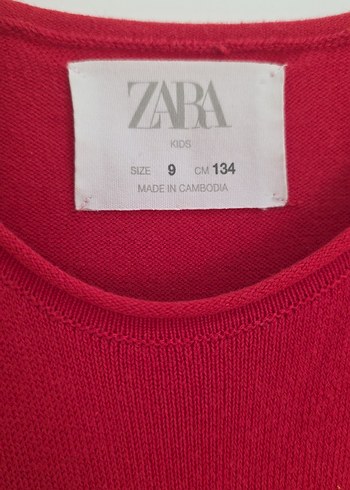 ZARA
KIDS
SIZE 9 CM 134
MADE IN CAMBODIA